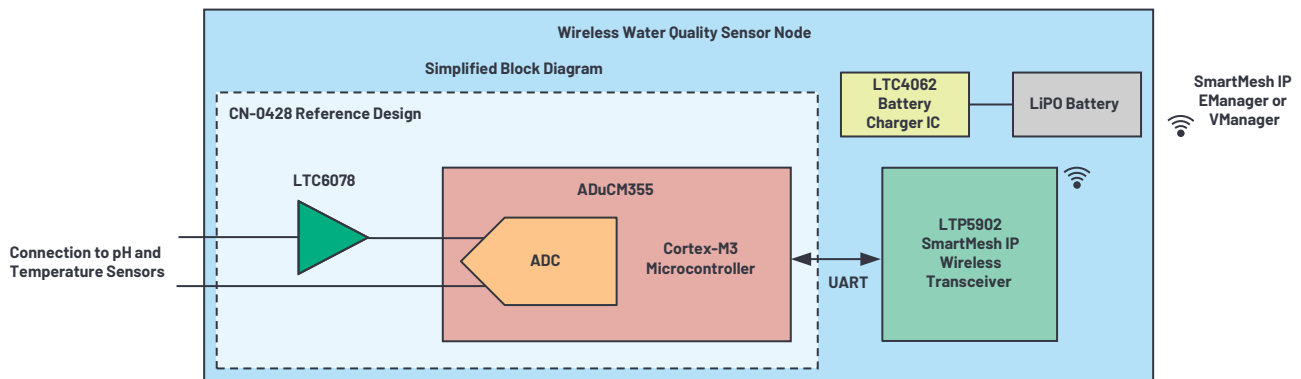 Wireless Water Quality Sensor Node
Simplified Block Diagram
CN-0428 Reference Design
LTC4062
Battery
Charger IC
LiPO Battery
SmartMesh IP
EManager or
VManager
LTC6078
ADuCM355
Connection to pH and
Temperature Sensors
ADC
Cortex-M3
Microcontroller
UART
LTP5902
SmartMesh IP
Wireless
Transceiver